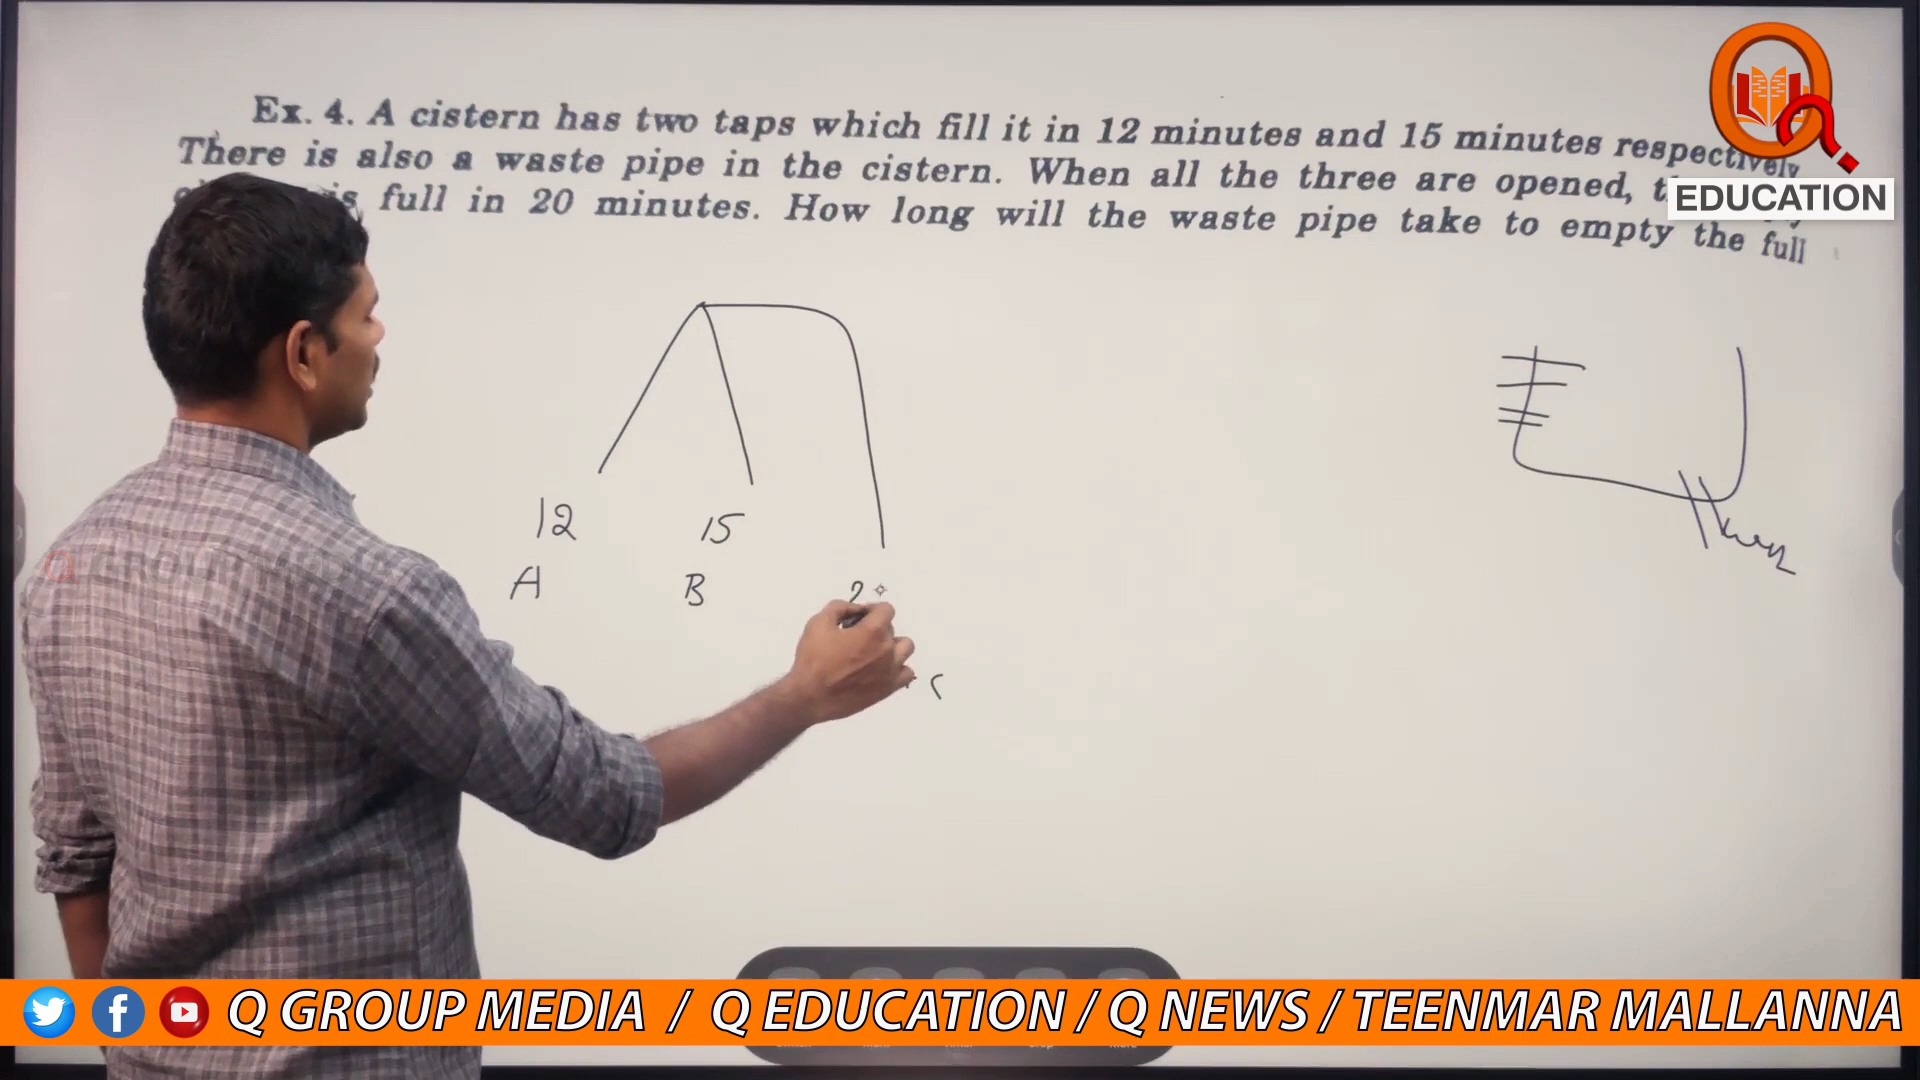 Ex. 4. A cistern has two taps which fill it in 12 minutes and 15 minutes respectively
There is also a waste pipe in the cistern. When all the three are opened,
is full in 20 minutes. How long will the waste pipe take to empty the full
EDUCATION
12
15
A
B
Q GROUP MEDIA / Q EDUCATION / Q NEWS / TEENMAR MALLANNA